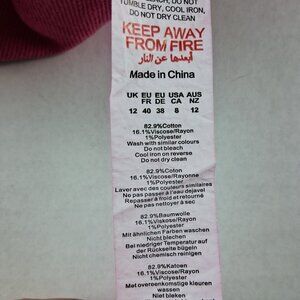 BLEACH, DO NOT
TUMBLE DRY, COOL IRON,
DO NOT DRY CLEAN
KEEP AWAY
FROM FIRE
أبعدها عن النار
Made in China
UK EU EU USA AUS
FR DE CA NZ
12 40 38 8 12
82.9%Cotton
16.1%Viscose/Rayon
1%Polyester
Wash with similar colours
Do not bleach
Cool iron on reverse
Do not dry clean
82.9%Coton
16.1%Viscose/Rayonne
1%Polyester
Laver avec des couleurs similaires
Ne pas passer à l'eau dejavel
Repasser à froid et retourné
Ne pas nettoyer à sec
82.9%Baumwolle
16.1%Viskose/Rayon
1%Polyester
Mit ähnlichen Farben waschen
Nicht blechen
Bei niedriger Temperatur auf
der Rückseite bügeln
Nicht chemisch reinigen
82.9%Katoen
16.1%Viscose/Rayon
1%Polyester
Met overeenkomstige kleuren
wassen
Niet bleken